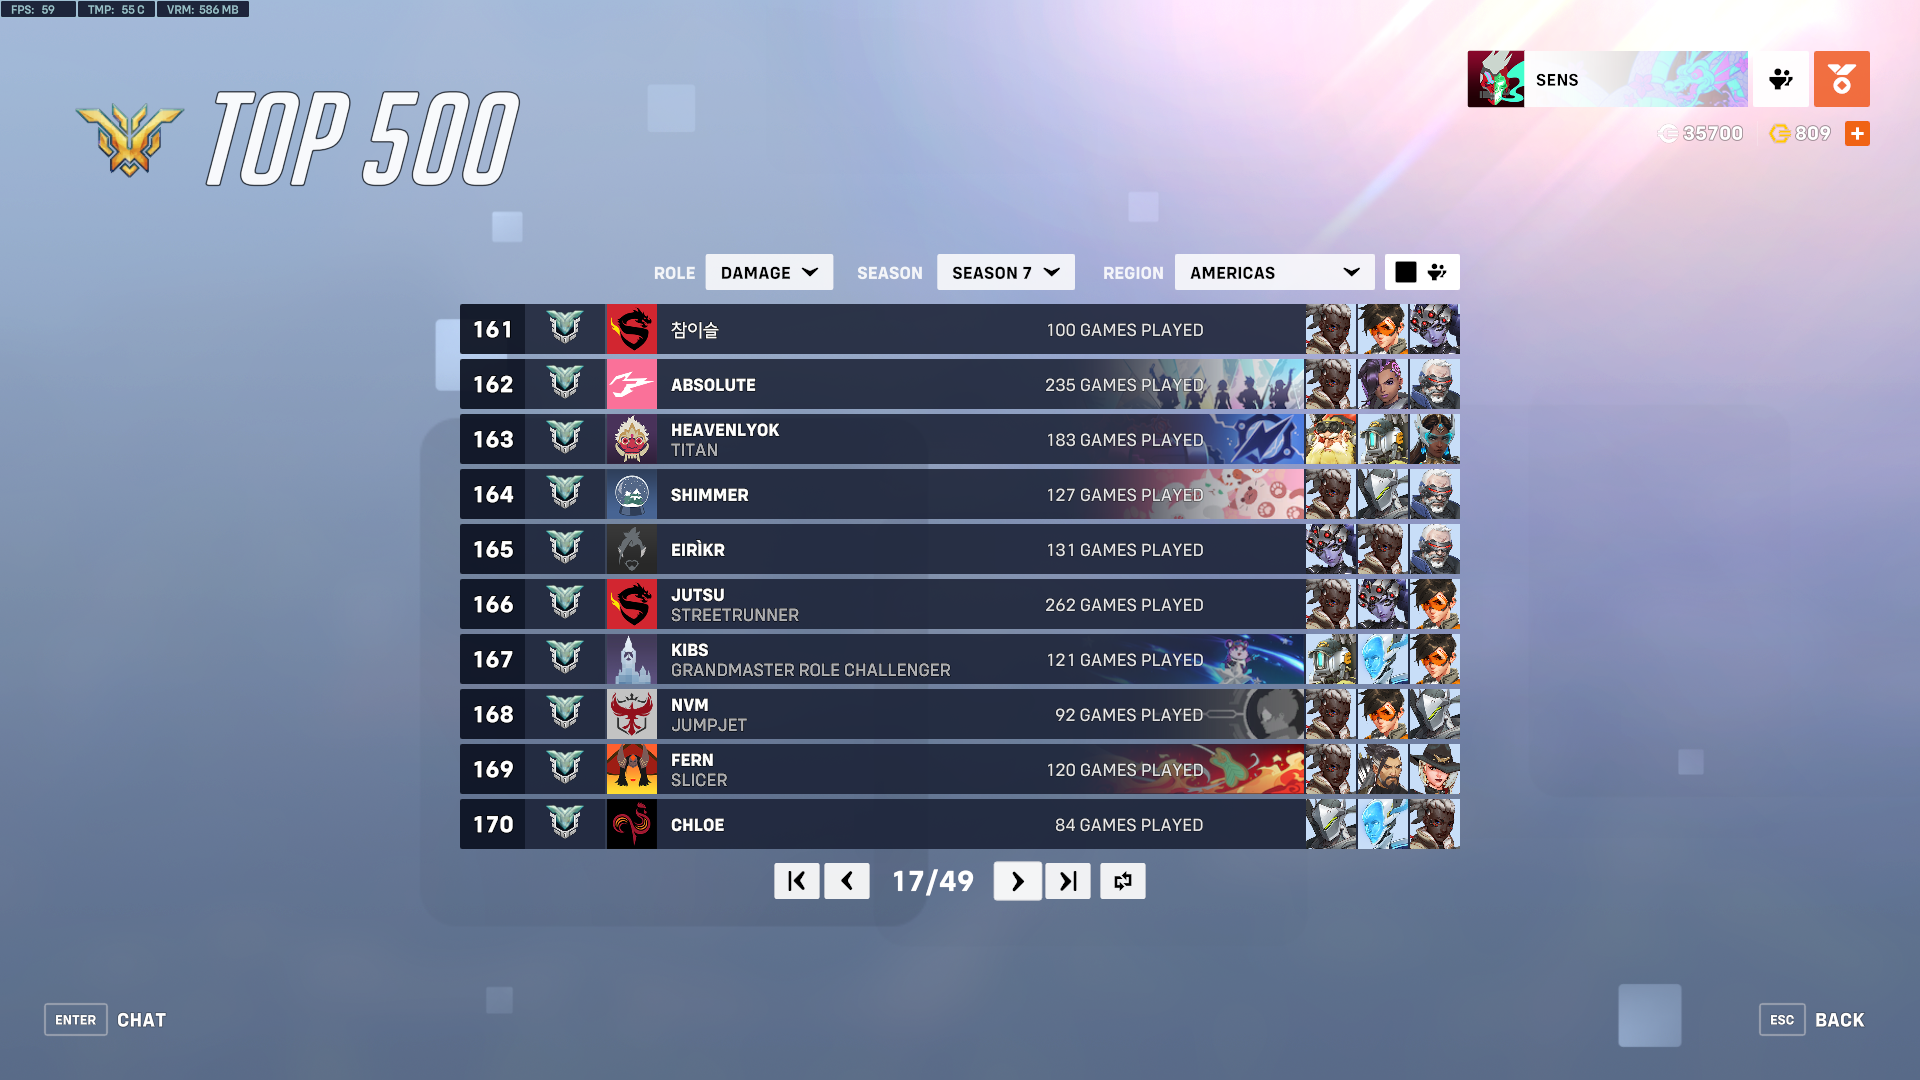 FPS: 59 TMP: 55 C VRM: 586 MB
TOP 500
SENS
35700 809
ROLE DAMAGE SEASON SEASON 7 REGION AMERICAS
161 참이슬 100 GAMES PLAYED
162 ABSOLUTE 235 GAMES PLAYED
163 HEAVENLYOK 183 GAMES PLAYED
TITAN
164 SHIMMER 127 GAMES PLAYED
165 EIRÌKR 131 GAMES PLAYED
166 JUTSU 262 GAMES PLAYED
STREETRUNNER
167 KIBS 121 GAMES PLAYED
GRANDMASTER ROLE CHALLENGER
168 NVM 92 GAMES PLAYED
JUMPJET
169 FERN 120 GAMES PLAYED
SLICER
170 CHLOE 84 GAMES PLAYED
17/49
ENTER CHAT
ESC BACK